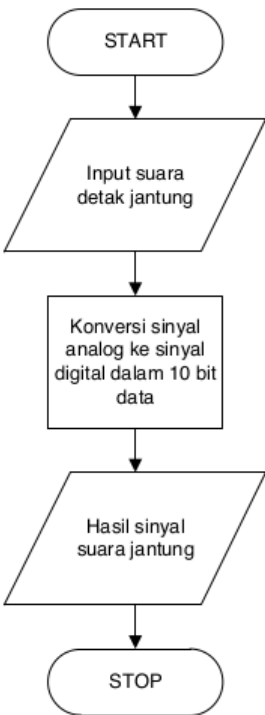 START
Input suara
detak jantung
Konversi sinyal
analog ke sinyal
digital dalam 10 bit
data
Hasil sinyal
suara jantung
STOP